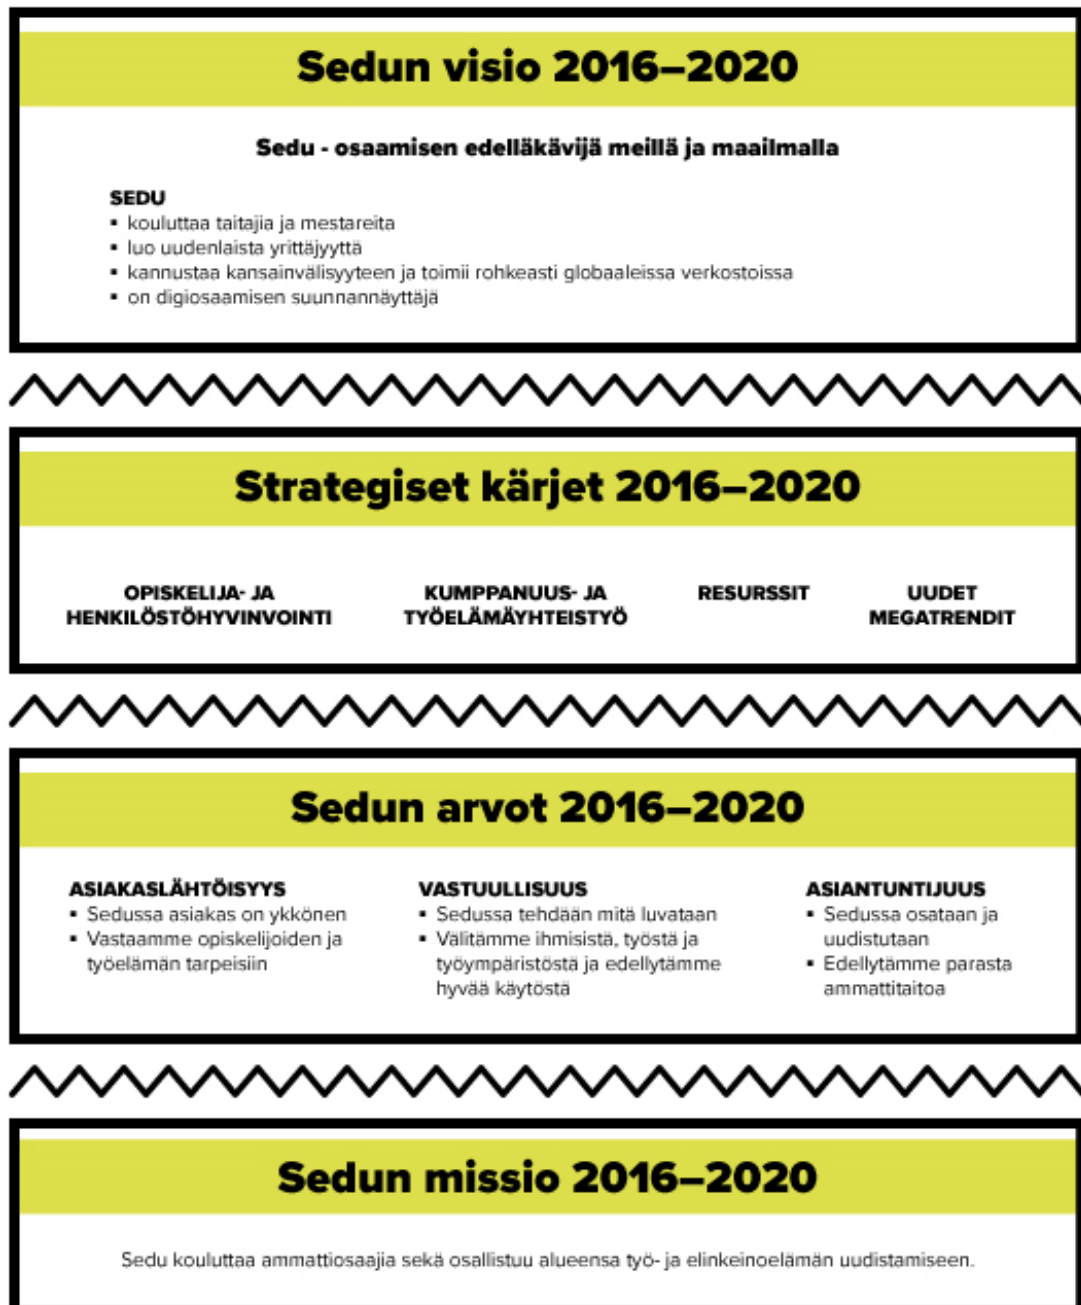 Sedun visio 2016–2020
Sedu - osaamisen edelläkävijä meillä ja maailmalla
SEDU
▪ kouluttaa taitajia ja mestareita
▪ luo uudenlaista yrittäjyyttä
▪ kannustaa kansainvälisyyteen ja toimii rohkeasti globaaleissa verkostoissa
▪ on digiosaamisen suunnannäyttäjä
Strategiset kärjet 2016–2020
OPISKELIJA- JA
HENKILÖSTÖHYVINVOINTI
KUMPPANUUS- JA
TYÖELÄMÄYHTEISTYÖ
RESURSSIT
UUDET
MEGATRENDIT
Sedun arvot 2016–2020
ASIAKASLÄHTÖISYYS
▪ Sedussa asiakas on ykkönen
▪ Vastaamme opiskelijoiden ja
työelämän tarpeisiin
VASTUULLISUUS
▪ Sedussa tehdään mitä luvataan
▪ Välitämme ihmisistä, työstä ja
työympäristöstä ja edellytämme
hyvää käytöstä
ASIANTUNTIJUUS
▪ Sedussa osataan ja
uudistutaan
▪ Edellytämme parasta
ammattitaitoa
Sedun missio 2016–2020
Sedu kouluttaa ammattiosaajia sekä osallistuu alueensa työ- ja elinkeinoelämän uudistamiseen.